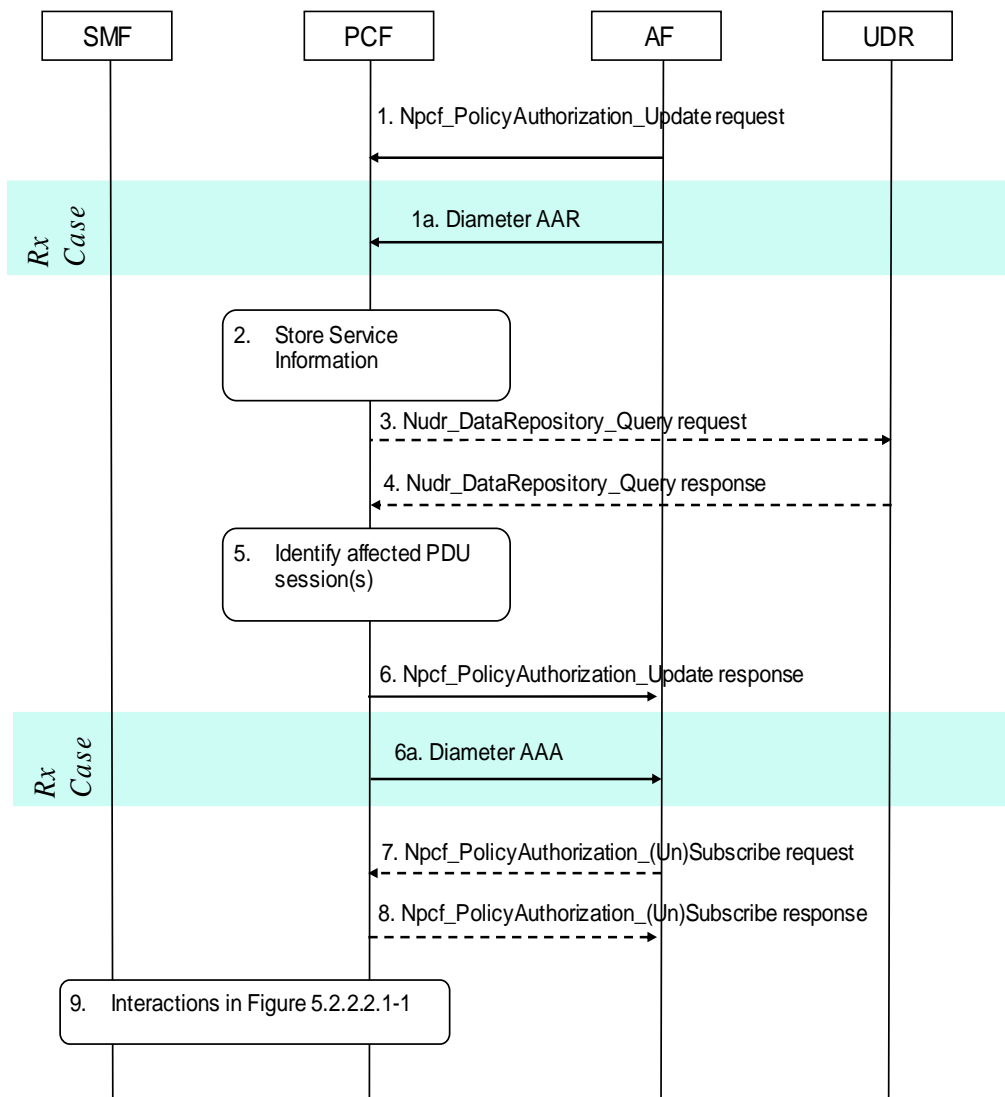 SMF
PCF
AF
UDR
1. Npcf_PolicyAuthorization_Update request
Rx
Case
1a. Diameter AAR
2. Store Service
Information
3. Nudr_DataRepository_Query request
4. Nudr_DataRepository_Query response
5. Identify affected PDU
session(s)
6. Npcf_PolicyAuthorization_Update response
Rx
Case
6a. Diameter AAA
7. Npcf_PolicyAuthorization_(Un)Subscribe request
8. Npcf_PolicyAuthorization_(Un)Subscribe response
9. Interactions in Figure 5.2.2.2.1-1